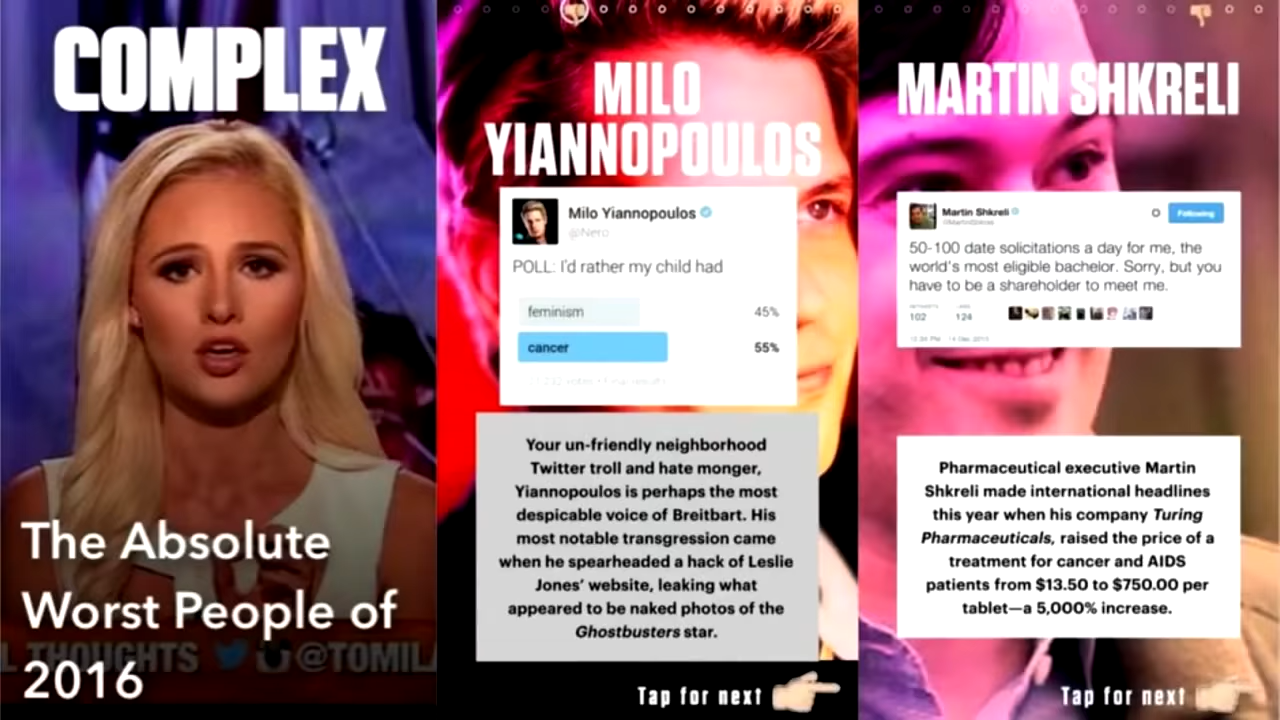 COMPLEX
The Absolute
Worst People of
2016
L THOUGHTS @TOMILA
MILO
YIANNOPOULOS
Milo Yiannopoulos
@Nero
POLL: I'd rather my child had
feminism 45%
cancer 55%
Your un-friendly neighborhood
Twitter troll and hate monger,
Yiannopoulos is perhaps the most
despicable voice of Breitbart. His
most notable transgression came
when he spearheaded a hack of Leslie
Jones' website, leaking what
appeared to be naked photos of the
Ghostbusters star.
Tap for next
MARTIN SHKRELI
Martin Shkreli
Following
50-100 date solicitations a day for me, the
world's most eligible bachelor. Sorry, but you
have to be a shareholder to meet me.
102 124
Pharmaceutical executive Martin
Shkreli made international headlines
this year when his company Turing
Pharmaceuticals, raised the price of a
treatment for cancer and AIDS
patients from $13.50 to $750.00 per
tablet—a 5,000% increase.
Tap for next